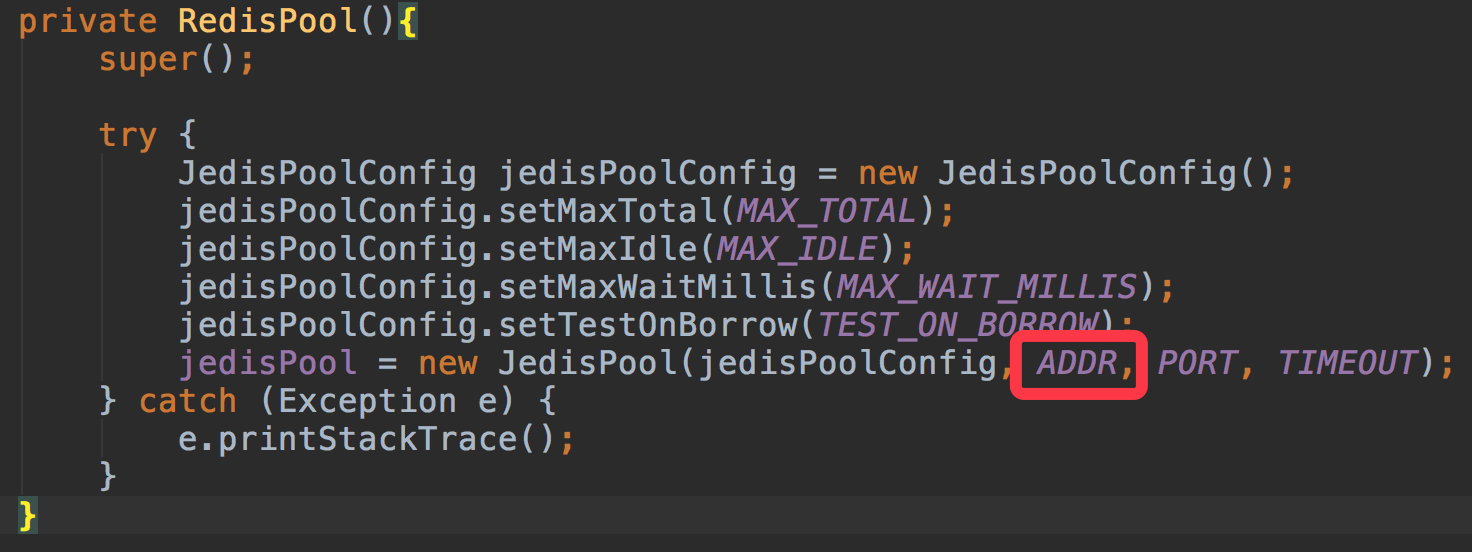 private RedisPool(){
super();
try {
JedisPoolConfig jedisPoolConfig = new JedisPoolConfig();
jedisPoolConfig.setMaxTotal(MAX_TOTAL);
jedisPoolConfig.setMaxIdle(MAX_IDLE);
jedisPoolConfig.setMaxWaitMillis(MAX_WAIT_MILLIS);
jedisPoolConfig.setTestOnBorrow(TEST_ON_BORROW);
jedisPool = new JedisPool(jedisPoolConfig, ADDR, PORT, TIMEOUT);
} catch (Exception e) {
e.printStackTrace();
}
}